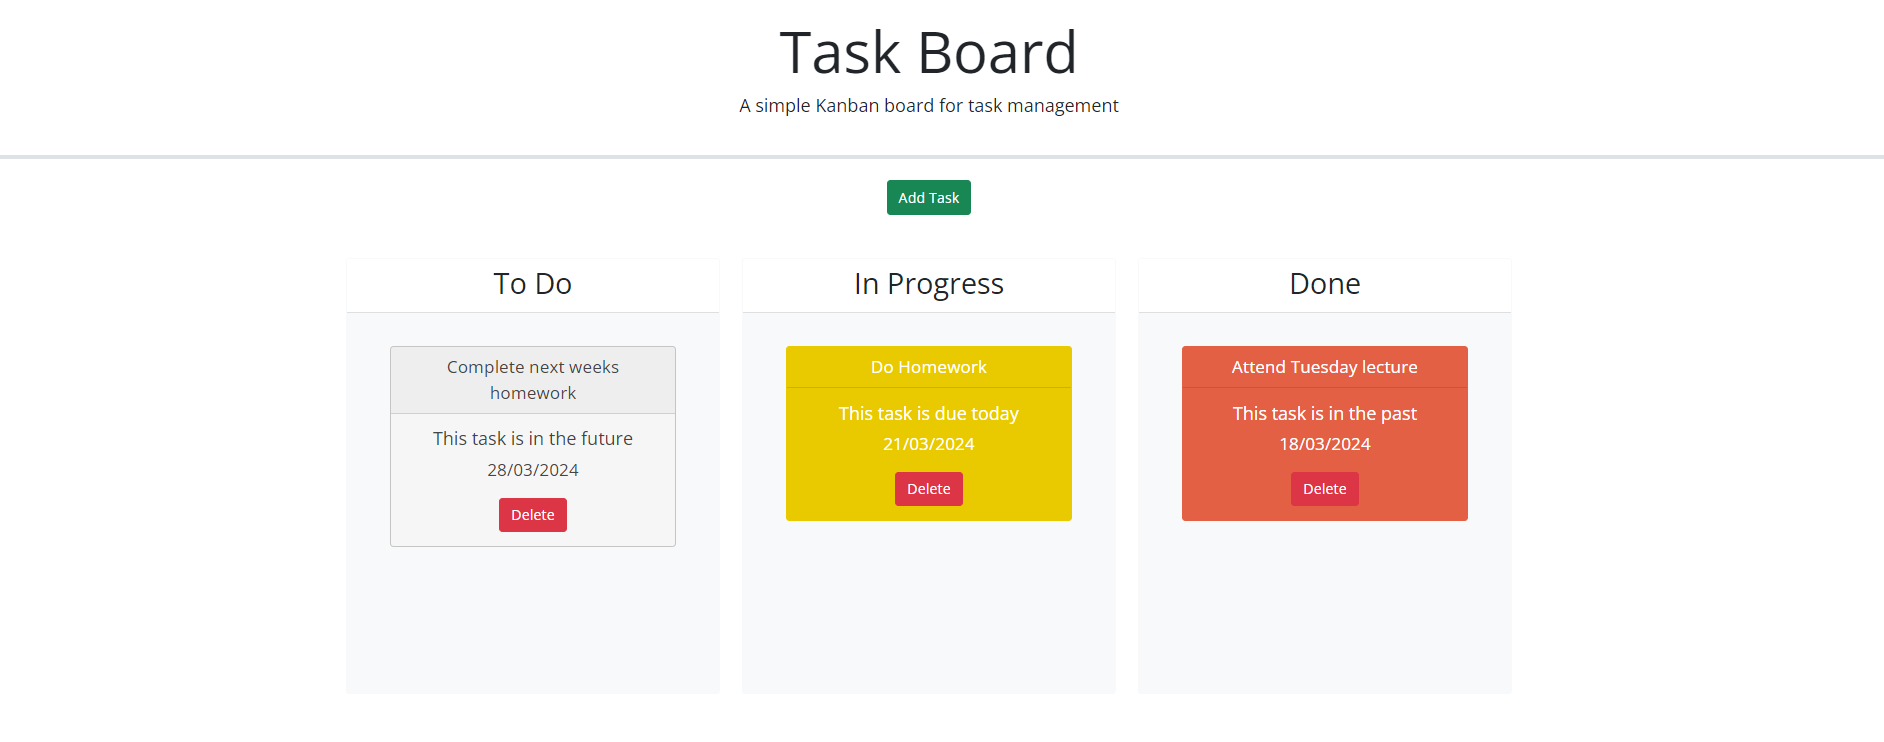 Task Board
A simple Kanban board for task management
Add Task
To Do
Complete next weeks
homework
This task is in the future
28/03/2024
Delete
In Progress
Do Homework
This task is due today
21/03/2024
Delete
Done
Attend Tuesday lecture
This task is in the past
18/03/2024
Delete